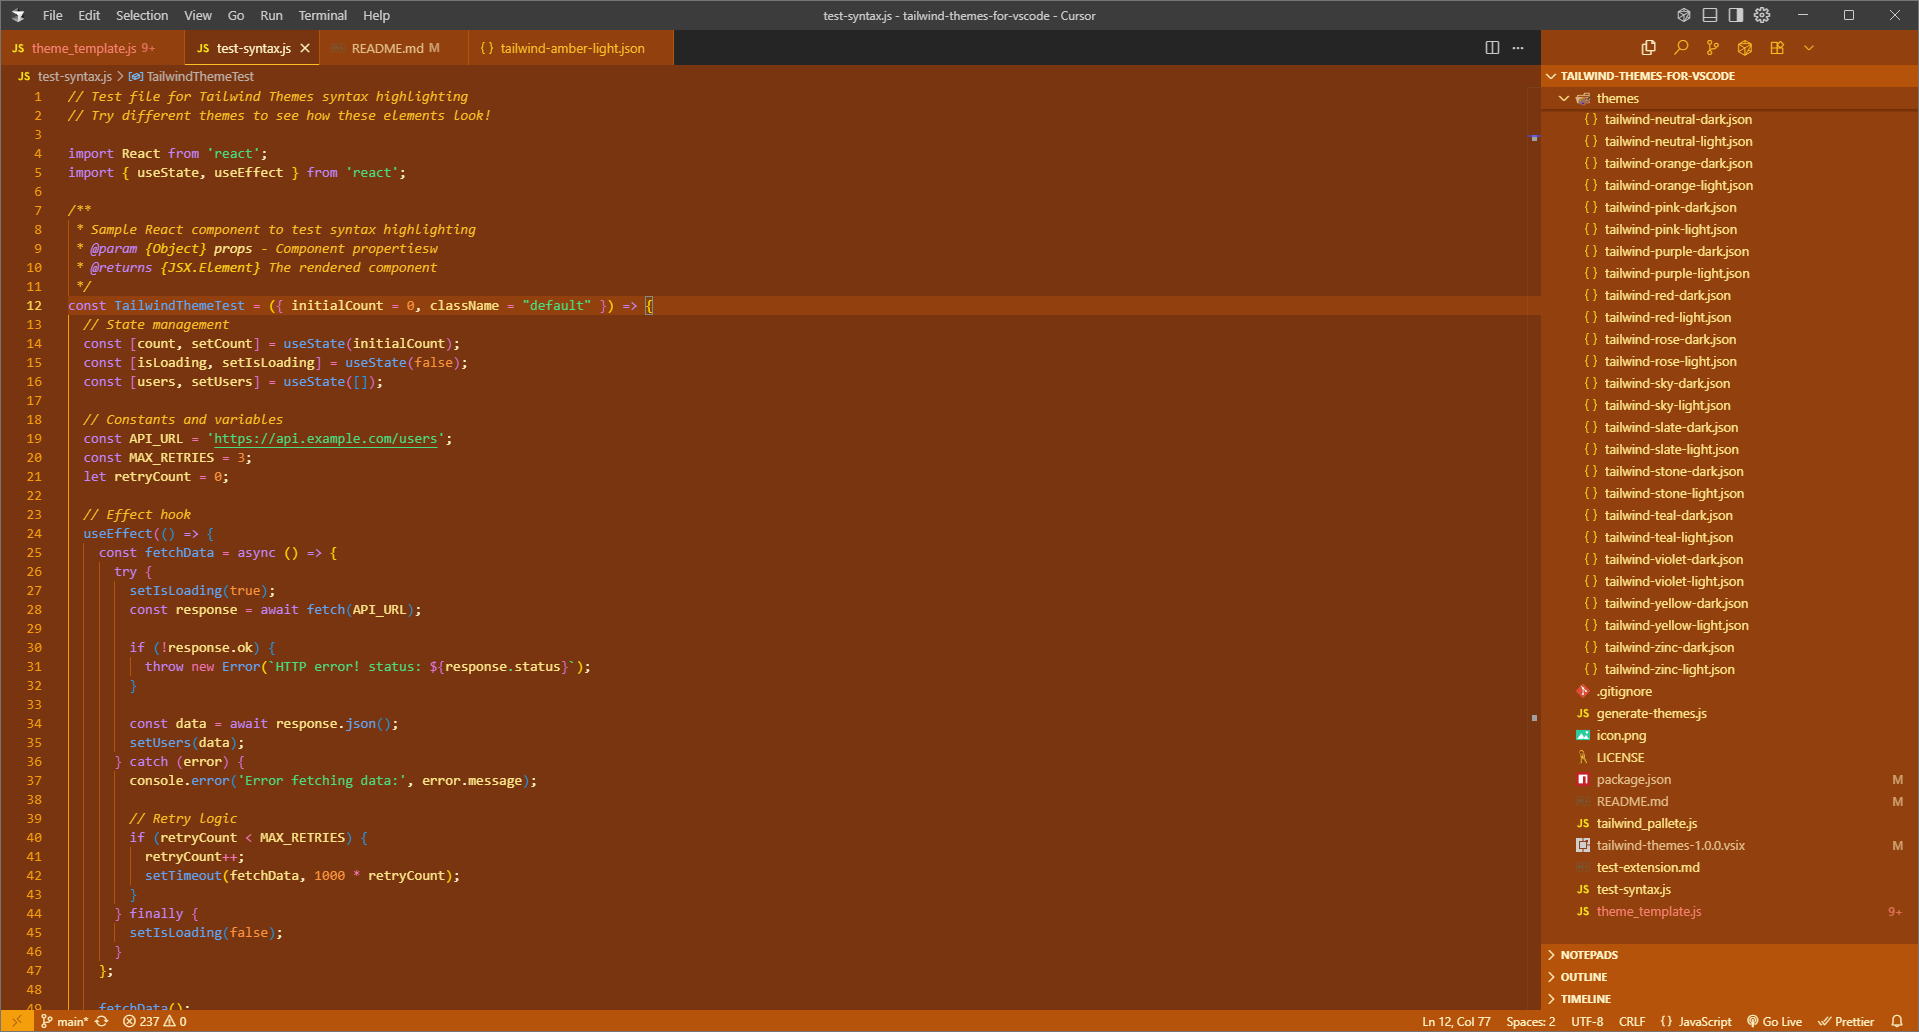 File Edit Selection View Go Run Terminal Help
test-syntax.js - tailwind-themes-for-vscode - Cursor
JS theme_template.js 9+
JS test-syntax.js
README.md M
{} tailwind-amber-light.json
JS test-syntax.js > TailwindThemeTest
1 // Test file for Tailwind Themes syntax highlighting
2 // Try different themes to see how these elements look!
3
4 import React from 'react';
5 import { useState, useEffect } from 'react';
6
7 /**
8 * Sample React component to test syntax highlighting
9 * @param {Object} props - Component propertiesw
10 * @returns {JSX.Element} The rendered component
11 */
12 const TailwindThemeTest = ({ initialCount = 0, className = "default" }) => {
13 // State management
14 const [count, setCount] = useState(initialCount);
15 const [isLoading, setIsLoading] = useState(false);
16 const [users, setUsers] = useState([]);
17
18 // Constants and variables
19 const API_URL = 'https://api.example.com/users';
20 const MAX_RETRIES = 3;
21 let retryCount = 0;
22
23 // Effect hook
24 useEffect(() => {
25 const fetchData = async () => {
26 try {
27 setIsLoading(true);
28 const response = await fetch(API_URL);
29
30 if (!response.ok) {
31 throw new Error(`HTTP error! status: ${response.status}`);
32 }
33
34 const data = await response.json();
35 setUsers(data);
36 } catch (error) {
37 console.error('Error fetching data:', error.message);
38
39 // Retry logic
40 if (retryCount < MAX_RETRIES) {
41 retryCount++;
42 setTimeout(fetchData, 1000 * retryCount);
43 }
44 } finally {
45 setIsLoading(false);
46 }
47 };
48
49 fetchData();
TAILWIND-THEMES-FOR-VSCODE
themes
{} tailwind-neutral-dark.json
{} tailwind-neutral-light.json
{} tailwind-orange-dark.json
{} tailwind-orange-light.json
{} tailwind-pink-dark.json
{} tailwind-pink-light.json
{} tailwind-purple-dark.json
{} tailwind-purple-light.json
{} tailwind-red-dark.json
{} tailwind-red-light.json
{} tailwind-rose-dark.json
{} tailwind-rose-light.json
{} tailwind-sky-dark.json
{} tailwind-sky-light.json
{} tailwind-slate-dark.json
{} tailwind-slate-light.json
{} tailwind-stone-dark.json
{} tailwind-stone-light.json
{} tailwind-teal-dark.json
{} tailwind-teal-light.json
{} tailwind-violet-dark.json
{} tailwind-violet-light.json
{} tailwind-yellow-dark.json
{} tailwind-yellow-light.json
{} tailwind-zinc-dark.json
{} tailwind-zinc-light.json
.gitignore
JS generate-themes.js
icon.png
LICENSE
package.json M
README.md M
JS tailwind_pallete.js
tailwind-themes-1.0.0.vsix M
test-extension.md
JS test-syntax.js
JS theme_template.js 9+
NOTEPADS
OUTLINE
TIMELINE
main* 237 0
Ln 12, Col 77 Spaces: 2 UTF-8 CRLF {} JavaScript Go Live Prettier